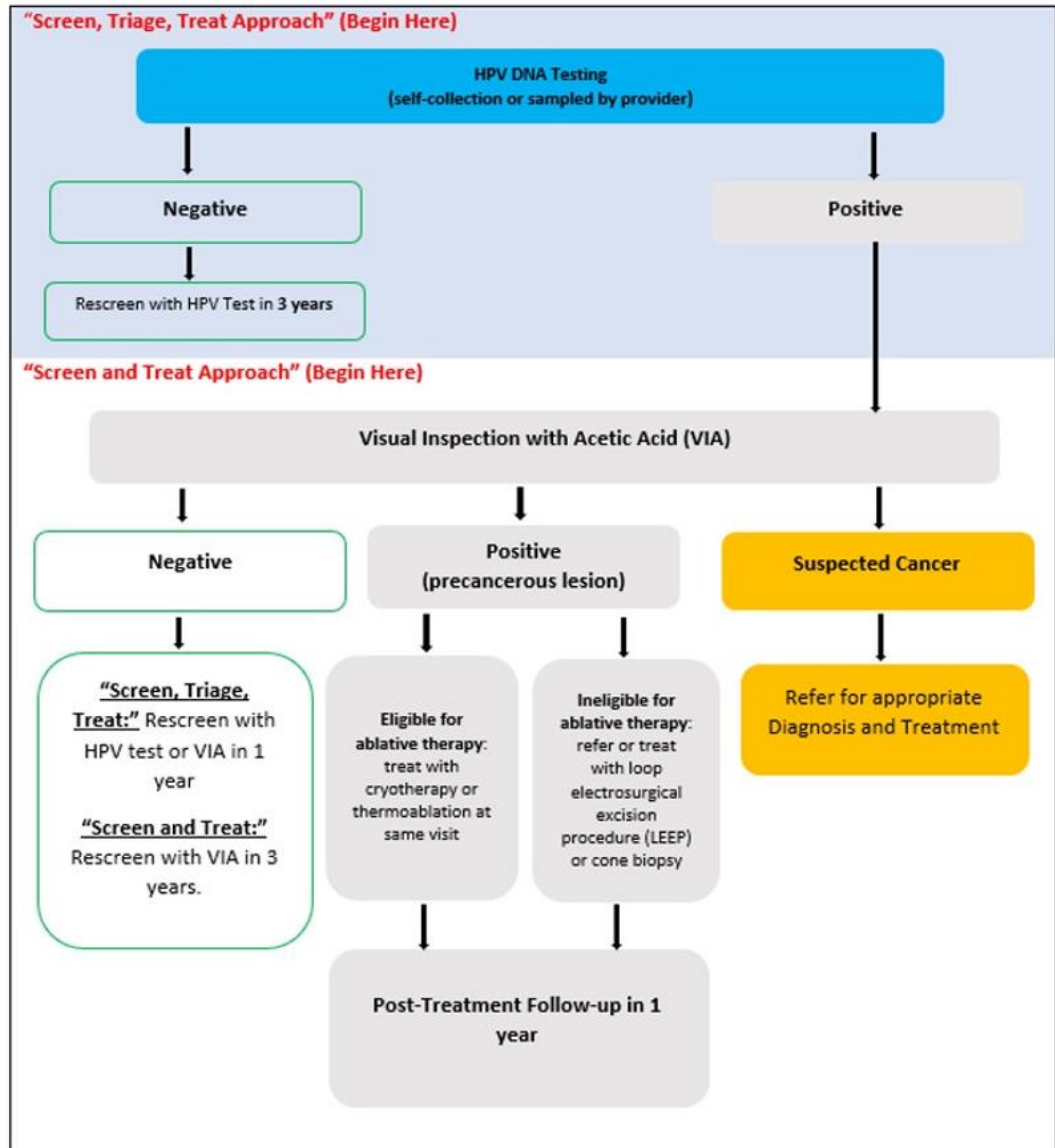 “Screen, Triage, Treat Approach” (Begin Here)
HPV DNA Testing
(self-collection or sampled by provider)
Negative
Positive
Rescreen with HPV Test in 3 years
“Screen and Treat Approach” (Begin Here)
Visual Inspection with Acetic Acid (VIA)
Negative
Positive
(precancerous lesion)
Suspected Cancer
“Screen, Triage,
Treat:” Rescreen with
HPV test or VIA in 1
year
“Screen and Treat:”
Rescreen with VIA in 3
years.
Eligible for
ablative therapy:
treat with
cryotherapy or
thermoablation at
same visit
Ineligible for
ablative therapy:
refer or treat
with loop
electrosurgical
excision
procedure (LEEP)
or cone biopsy
Refer for appropriate
Diagnosis and Treatment
Post-Treatment Follow-up in 1
year